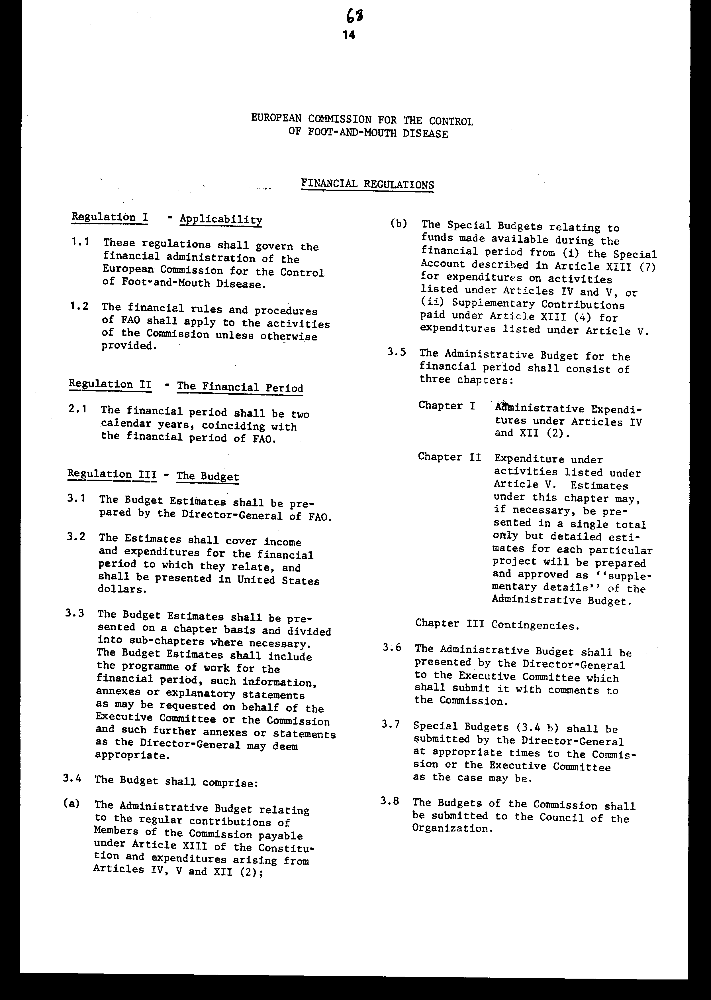 68
14
EUROPEAN COMMISSION FOR THE CONTROL
OF FOOT-AND-MOUTH DISEASE
FINANCIAL REGULATIONS
Regulation I - Applicability
1.1 These regulations shall govern the
financial administration of the
European Commission for the Control
of Foot-and-Mouth Disease.
1.2 The financial rules and procedures
of FAO shall apply to the activities
of the Commission unless otherwise
provided.
Regulation II - The Financial Period
2.1 The financial period shall be two
calendar years, coinciding with
the financial period of FAO.
Regulation III - The Budget
3.1 The Budget Estimates shall be pre-
pared by the Director-General of FAO.
3.2 The Estimates shall cover income
and expenditures for the financial
period to which they relate, and
shall be presented in United States
dollars.
3.3 The Budget Estimates shall be pre-
sented on a chapter basis and divided
into sub-chapters where necessary.
The Budget Estimates shall include
the programme of work for the
financial period, such information,
annexes or explanatory statements
as may be requested on behalf of the
Executive Committee or the Commission
and such further annexes or statements
as the Director-General may deem
appropriate.
3.4 The Budget shall comprise:
(a) The Administrative Budget relating
to the regular contributions of
Members of the Commission payable
under Article XIII of the Constitu-
tion and expenditures arising from
Articles IV, V and XII (2);
(b) The Special Budgets relating to
funds made available during the
financial period from (i) the Special
Account described in Article XIII (7)
for expenditures on activities
listed under Articles IV and V, or
(ii) Supplementary Contributions
paid under Article XIII (4) for
expenditures listed under Article V.
3.5 The Administrative Budget for the
financial period shall consist of
three chapters:
Chapter I Administrative Expendi-
tures under Articles IV
and XII (2).
Chapter II Expenditure under
activities listed under
Article V. Estimates
under this chapter may,
if necessary, be pre-
sented in a single total
only but detailed esti-
mates for each particular
project will be prepared
and approved as ‘‘supple-
mentary details’’ of the
Administrative Budget.
Chapter III Contingencies.
3.6 The Administrative Budget shall be
presented by the Director-General
to the Executive Committee which
shall submit it with comments to
the Commission.
3.7 Special Budgets (3.4 b) shall be
submitted by the Director-General
at appropriate times to the Commis-
sion or the Executive Committee
as the case may be.
3.8 The Budgets of the Commission shall
be submitted to the Council of the
Organization.